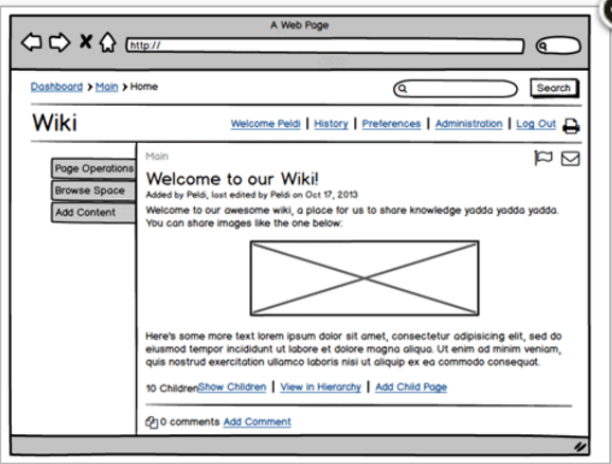 A Web Page
http://
Dashboard > Main > Home
Search
Wiki
Welcome Peldi | History | Preferences | Administration | Log Out
Page Operations
Browse Space
Add Content
Main
Welcome to our Wiki!
Added by Peldi, last edited by Peldi on Oct 17, 2013
Welcome to our awesome wiki, a place for us to share knowledge yadda yadda yadda.
You can share images like the one below:
Here's some more text lorem ipsum dolor sit amet, consectetur adipisicing elit, sed do
eiusmod tempor incididunt ut labore et dolore magna aliqua. Ut enim ad minim veniam,
quis nostrud exercitation ullamco laboris nisi ut aliquip ex ea commodo consequat.
10 Children Show Children | View in Hierarchy | Add Child Page
0 comments Add Comment